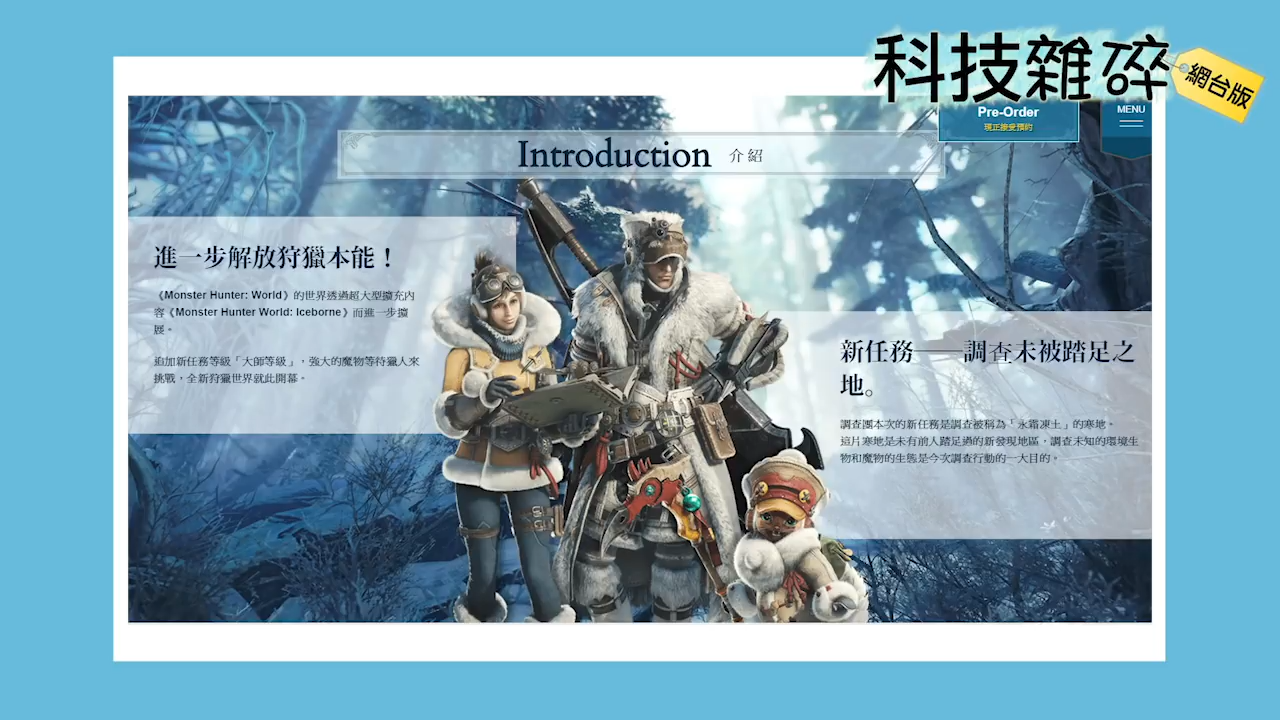 科技雜碎
網台版
Pre-Order
現正接受預約
MENU
Introduction 介紹
進一步解放狩獵本能！
《Monster Hunter: World》的世界透過超大型擴充內
容《Monster Hunter World: Iceborne》而進一步擴
展。
追加新任務等級「大師等級」，強大的魔物等待獵人來
挑戰，全新狩獵世界就此開幕。
新任務——調查未被踏足之
地。
調查團本次的新任務是調查被稱為「永霜凍土」的寒地。
這片寒地是未有前人踏足過的新發現地區，調查未知的環境生
物和魔物的生態是今次調查行動的一大目的。